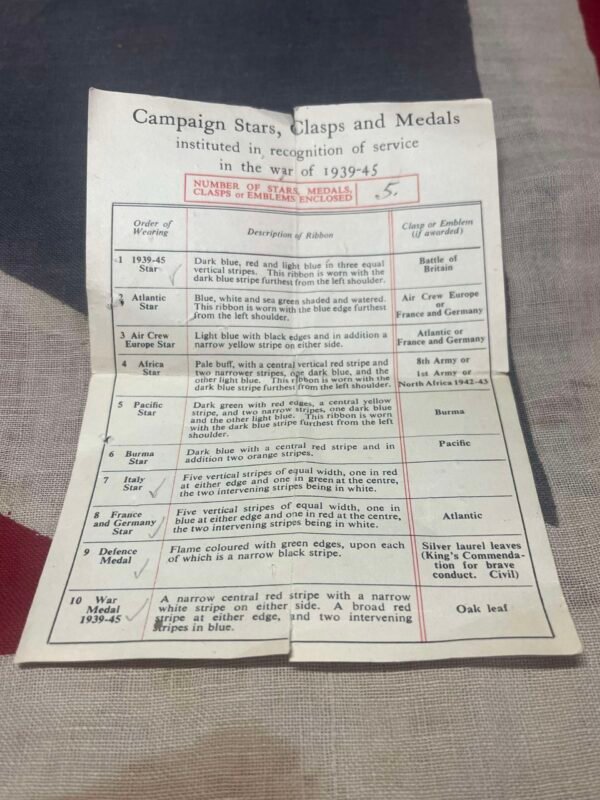 Campaign Stars, Clasps and Medals
instituted in recognition of service
in the war of 1939-45
NUMBER OF STARS, MEDALS,
CLASPS or EMBLEMS ENCLOSED
5.
Order of
Wearing
Description of Ribbon
Clasp or Emblem
(if awarded)
1 1939-45
Star
Dark blue, red and light blue in three equal
vertical stripes. This ribbon is worn with the
dark blue stripe furthest from the left shoulder.
Battle of
Britain
2 Atlantic
Star
Blue, white and sea green shaded and watered.
This ribbon is worn with the blue edge furthest
from the left shoulder.
Air Crew Europe
or
France and Germany
3 Air Crew
Europe Star
Light blue with black edges and in addition a
narrow yellow stripe on either side.
Atlantic or
France and Germany
4 Africa
Star
Pale buff, with a central vertical red stripe and
two narrower stripes, one dark blue, and the
other light blue. This ribbon is worn with the
dark blue stripe furthest from the left shoulder.
8th Army or
1st Army or
North Africa 1942-43
5 Pacific
Star
Dark green with red edges, a central yellow
stripe, and two narrow stripes, one dark blue
and the other light blue. This ribbon is worn
with the dark blue stripe furthest from the left
shoulder.
Burma
6 Burma
Star
Dark blue with a central red stripe and in
addition two orange stripes.
Pacific
7 Italy
Star
Five vertical stripes of equal width, one in red
at either edge and one in green at the centre,
the two intervening stripes being in white.
8 France
and Germany
Star
Five vertical stripes of equal width, one in
blue at either edge and one in red at the centre,
the two intervening stripes being in white.
Atlantic
9 Defence
Medal
Flame coloured with green edges, upon each
of which is a narrow black stripe.
Silver laurel leaves
(King's Commenda-
tion for brave
conduct. Civil)
10 War
Medal
1939-45
A narrow central red stripe with a narrow
white stripe on either side. A broad red
stripe at either edge, and two intervening
stripes in blue.
Oak leaf